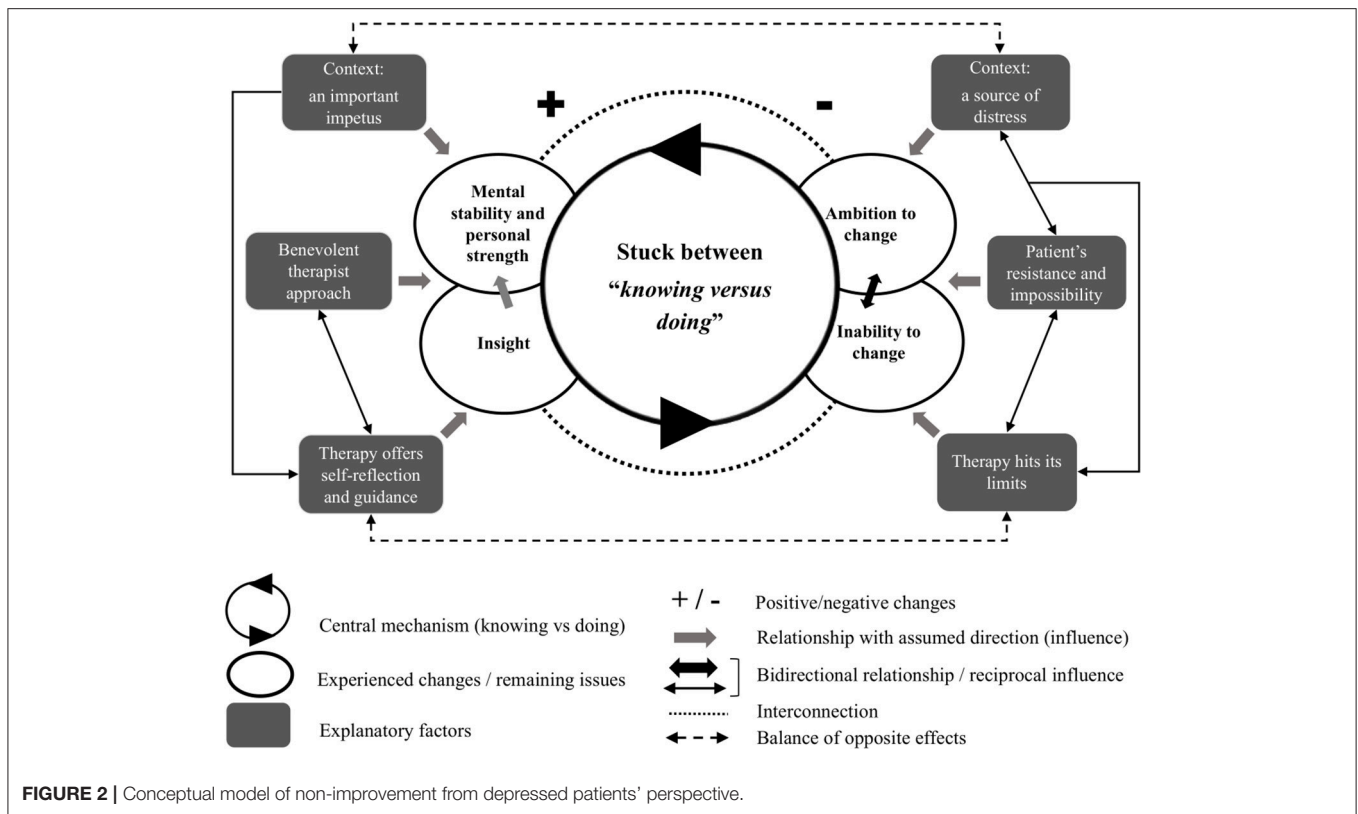 Context:
an important
impetus
Context:
a source of
distress
+
-
Mental
stability and
personal
strength
Ambition to
change
Benevolent
therapist
approach
Stuck between
“knowing versus
doing”
Patient’s
resistance and
impossibility
Insight
Inability to
change
Therapy offers
self-reflection
and guidance
Therapy hits its
limits
Central mechanism (knowing vs doing)
Experienced changes / remaining issues
Explanatory factors
+ / - Positive/negative changes
Relationship with assumed direction (influence)
Bidirectional relationship / reciprocal influence
Interconnection
Balance of opposite effects
FIGURE 2 | Conceptual model of non-improvement from depressed patients’ perspective.